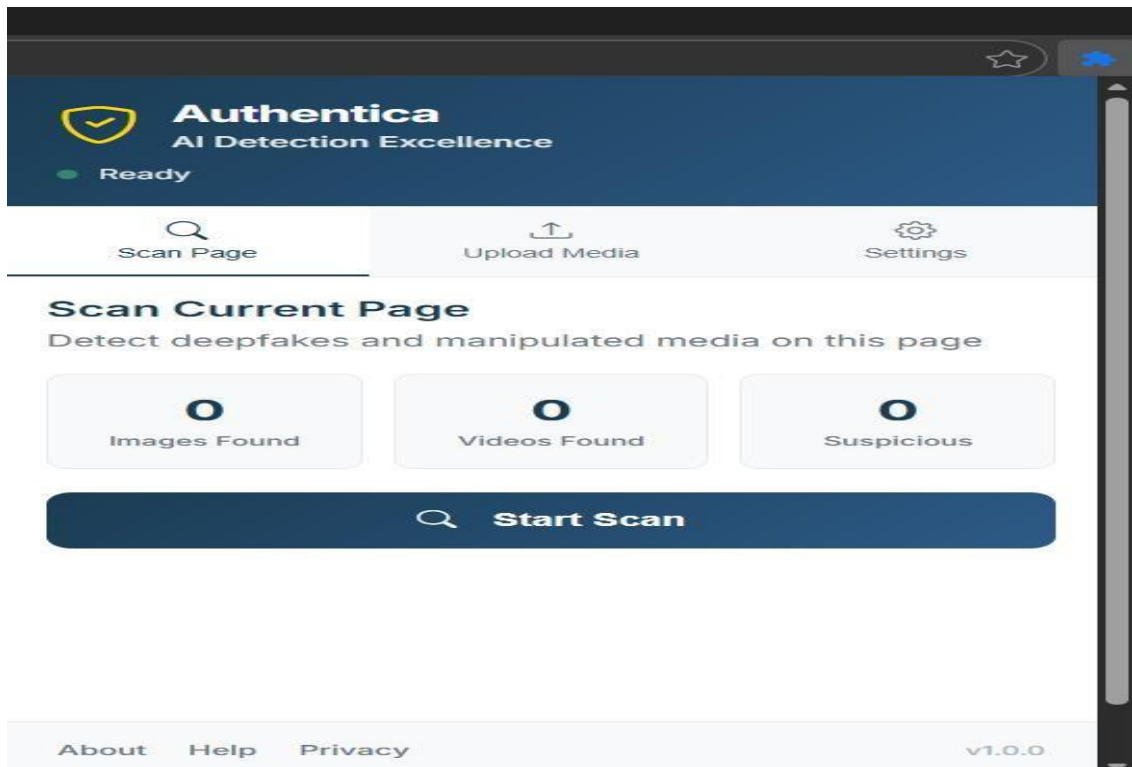 Authentica
AI Detection Excellence
Ready
Scan Page
Upload Media
Settings
Scan Current Page
Detect deepfakes and manipulated media on this page
0
0
0
Images Found
Videos Found
Suspicious
Start Scan
About Help Privacy v1.0.0